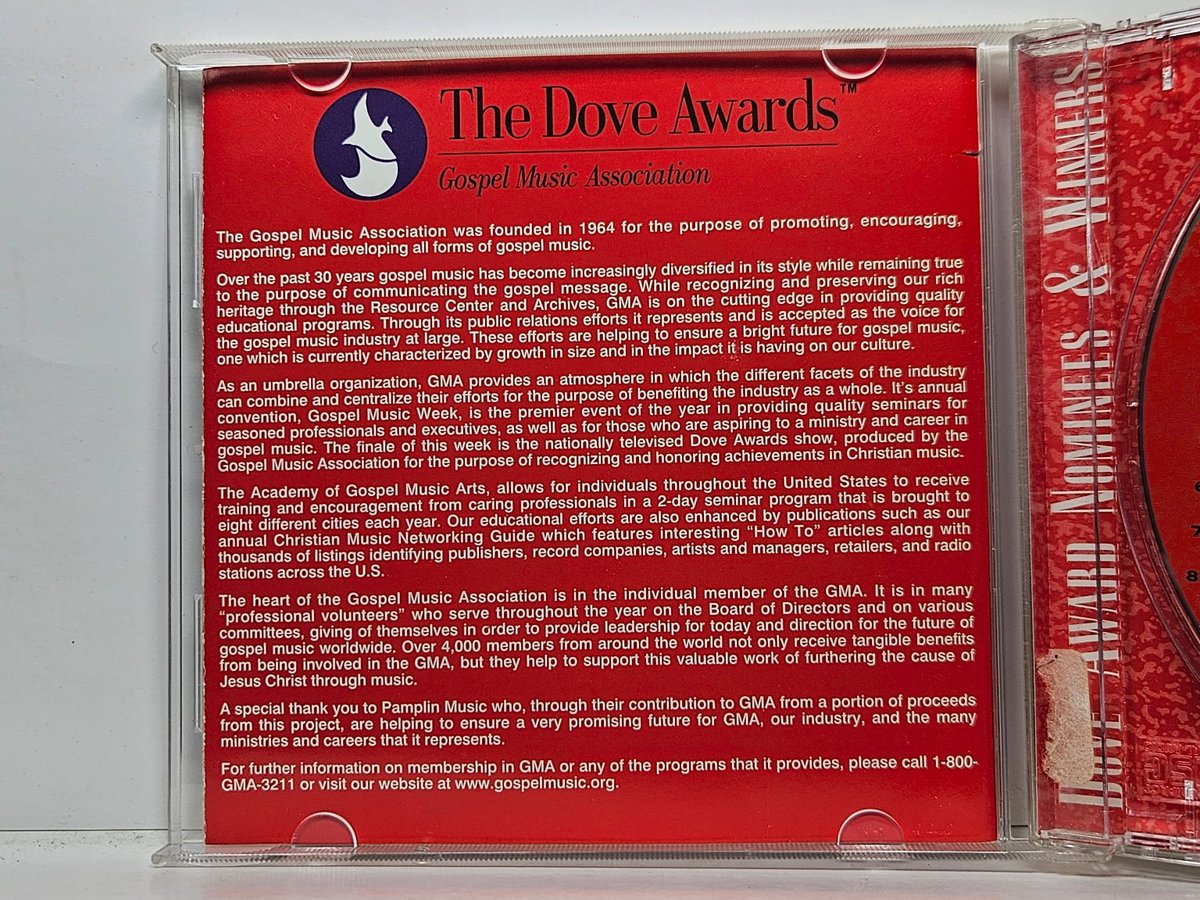 The Dove Awards™
Gospel Music Association
The Gospel Music Association was founded in 1964 for the purpose of promoting, encouraging,
supporting, and developing all forms of gospel music.
Over the past 30 years gospel music has become increasingly diversified in its style while remaining true
to the purpose of communicating the gospel message. While recognizing and preserving our rich
heritage through the Resource Center and Archives, GMA is on the cutting edge in providing quality
educational programs. Through its public relations efforts it represents and is accepted as the voice for
the gospel music industry at large. These efforts are helping to ensure a bright future for gospel music,
one which is currently characterized by growth in size and in the impact it is having on our culture.
As an umbrella organization, GMA provides an atmosphere in which the different facets of the industry
can combine and centralize their efforts for the purpose of benefiting the industry as a whole. It's annual
convention, Gospel Music Week, is the premier event of the year in providing quality seminars for
seasoned professionals and executives, as well as for those who are aspiring to a ministry and career in
gospel music. The finale of this week is the nationally televised Dove Awards show, produced by the
Gospel Music Association for the purpose of recognizing and honoring achievements in Christian music.
The Academy of Gospel Music Arts, allows for individuals throughout the United States to receive
training and encouragement from caring professionals in a 2-day seminar program that is brought to
eight different cities each year. Our educational efforts are also enhanced by publications such as our
annual Christian Music Networking Guide which features interesting “How To” articles along with
thousands of listings identifying publishers, record companies, artists and managers, retailers, and radio
stations across the U.S.
The heart of the Gospel Music Association is in the individual member of the GMA. It is in many
“professional volunteers” who serve throughout the year on the Board of Directors and on various
committees, giving of themselves in order to provide leadership for today and direction for the future of
gospel music worldwide. Over 4,000 members from around the world not only receive tangible benefits
from being involved in the GMA, but they help to support this valuable work of furthering the cause of
Jesus Christ through music.
A special thank you to Pamplin Music who, through their contribution to GMA from a portion of proceeds
from this project, are helping to ensure a very promising future for GMA, our industry, and the many
ministries and careers that it represents.
For further information on membership in GMA or any of the programs that it provides, please call 1-800-
GMA-3211 or visit our website at www.gospelmusic.org.
DOVE AWARD NOMINEES & WINNERS
7
8